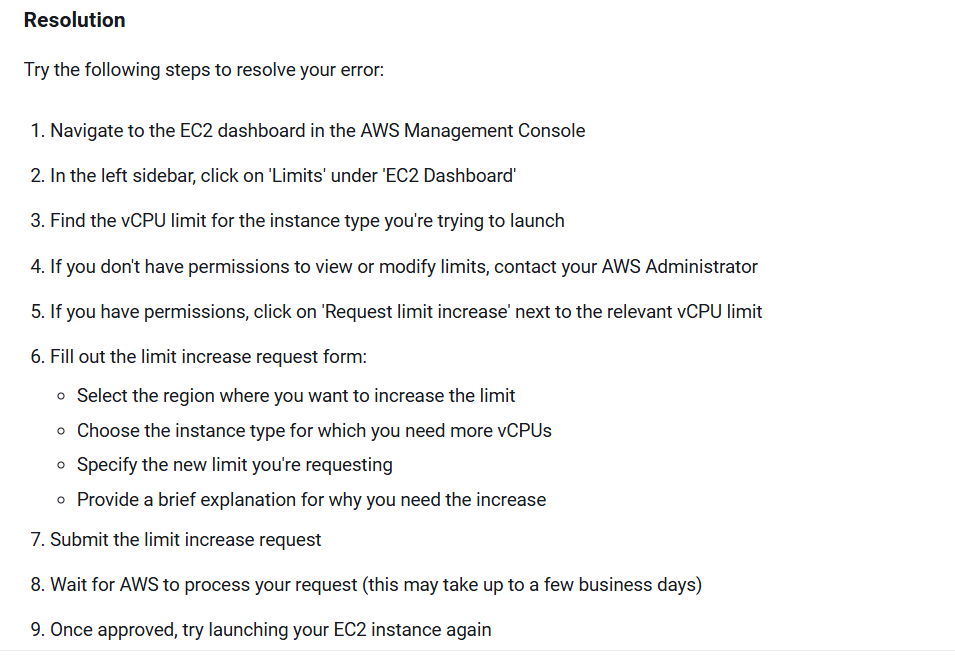 Resolution
Try the following steps to resolve your error:
1. Navigate to the EC2 dashboard in the AWS Management Console
2. In the left sidebar, click on 'Limits' under 'EC2 Dashboard'
3. Find the vCPU limit for the instance type you're trying to launch
4. If you don't have permissions to view or modify limits, contact your AWS Administrator
5. If you have permissions, click on 'Request limit increase' next to the relevant vCPU limit
6. Fill out the limit increase request form:
◦ Select the region where you want to increase the limit
◦ Choose the instance type for which you need more vCPUs
◦ Specify the new limit you're requesting
◦ Provide a brief explanation for why you need the increase
7. Submit the limit increase request
8. Wait for AWS to process your request (this may take up to a few business days)
9. Once approved, try launching your EC2 instance again